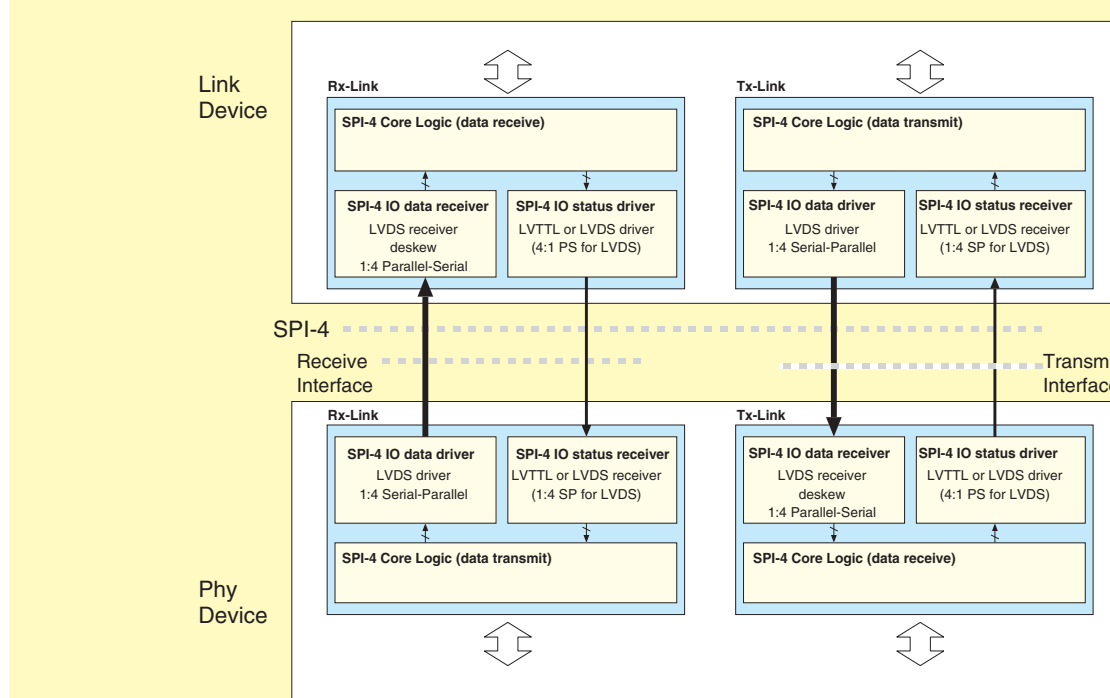 Link
Device
Rx-Link
SPI-4 Core Logic (data receive)
SPI-4 IO data receiver
LVDS receiver
deskew
1:4 Parallel-Serial
SPI-4 IO status driver
LVTTL or LVDS driver
(4:1 PS for LVDS)
Tx-Link
SPI-4 Core Logic (data transmit)
SPI-4 IO data driver
LVDS driver
1:4 Serial-Parallel
SPI-4 IO status receiver
LVTTL or LVDS receiver
(1:4 SP for LVDS)
SPI-4
Receive
Interface
Transm
Interface
Phy
Device
Rx-Link
SPI-4 IO data driver
LVDS driver
1:4 Serial-Parallel
SPI-4 IO status receiver
LVTTL or LVDS receiver
(1:4 SP for LVDS)
SPI-4 Core Logic (data transmit)
Tx-Link
SPI-4 IO data receiver
LVDS receiver
deskew
1:4 Parallel-Serial
SPI-4 IO status driver
LVTTL or LVDS driver
(4:1 PS for LVDS)
SPI-4 Core Logic (data receive)